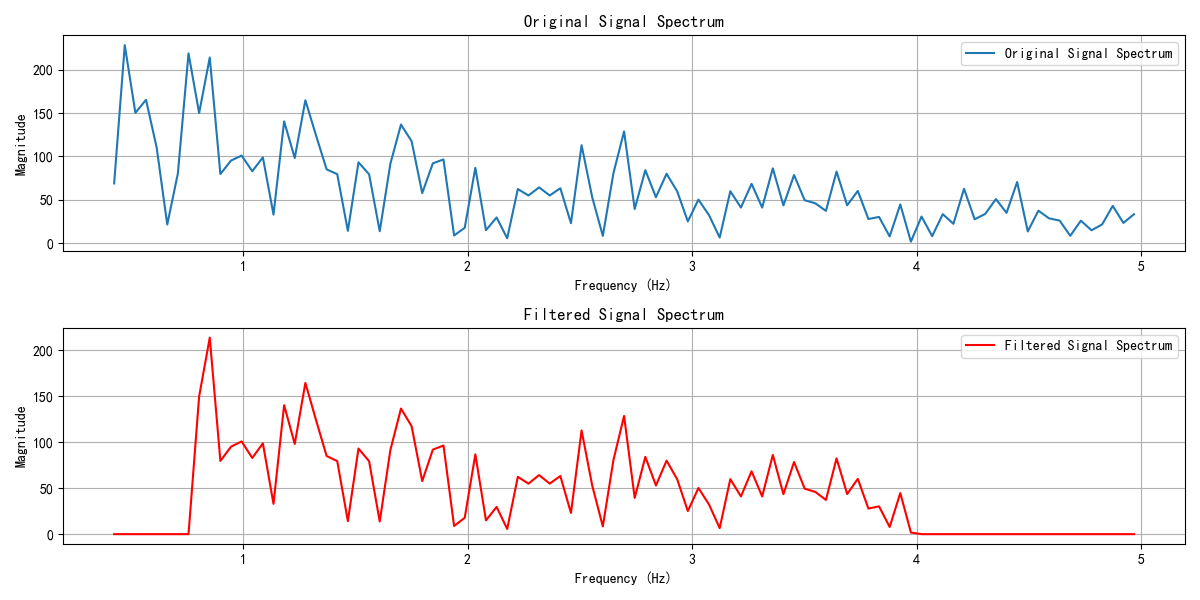 Original Signal Spectrum
Original Signal Spectrum
Magnitude
200
150
100
50
0
1 2 3 4 5
Frequency (Hz)
Filtered Signal Spectrum
Filtered Signal Spectrum
Magnitude
200
150
100
50
0
1 2 3 4 5
Frequency (Hz)